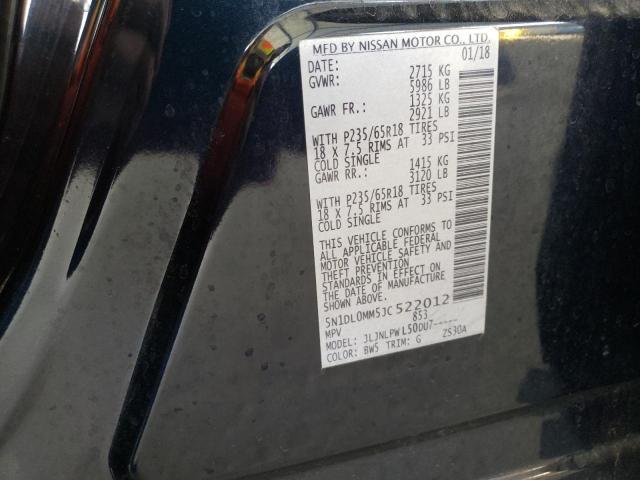 MFD BY NISSAN MOTOR CO., LTD.
DATE: 01/18
GVWR: 2715 KG
5986 LB
GAWR FR.: 1325 KG
2921 LB
WITH P235/65R18 TIRES
18 X 7.5 RIMS AT 33 PSI
COLD SINGLE
GAWR RR.: 1415 KG
3120 LB
WITH P235/65R18 TIRES
18 X 7.5 RIMS AT 33 PSI
COLD SINGLE
THIS VEHICLE CONFORMS TO
ALL APPLICABLE FEDERAL
MOTOR VEHICLE SAFETY AND
THEFT PREVENTION
STANDARDS IN EFFECT ON
THE DATE OF MANUFACTURE
SHOWN ABOVE.
5N1DL0MM5JC522012
MPV 853
MODEL: JLJNLPW L50DU7-----
COLOR: BW5 TRIM: G ZS30A